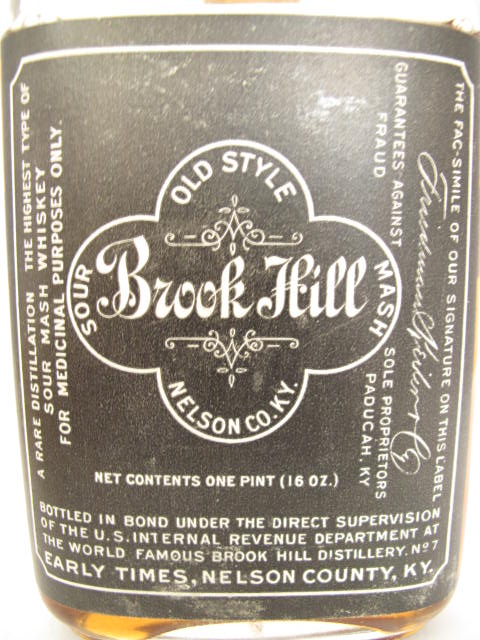 A RARE DISTILLATION THE HIGHEST TYPE OF
SOUR MASH WHISKEY
FOR MEDICINAL PURPOSES ONLY.
OLD STYLE
SOUR
Brook Hill
MASH
NELSON CO. KY.
THE FAC-SIMILE OF OUR SIGNATURE ON THIS LABEL
Friedman Keiler & Co
GUARANTEES AGAINST
FRAUD
SOLE PROPRIETORS
PADUCAH, KY
NET CONTENTS ONE PINT (16 OZ.)
BOTTLED IN BOND UNDER THE DIRECT SUPERVISION
OF THE U.S. INTERNAL REVENUE DEPARTMENT AT
THE WORLD FAMOUS BROOK HILL DISTILLERY. Nº 7
EARLY TIMES, NELSON COUNTY, KY.